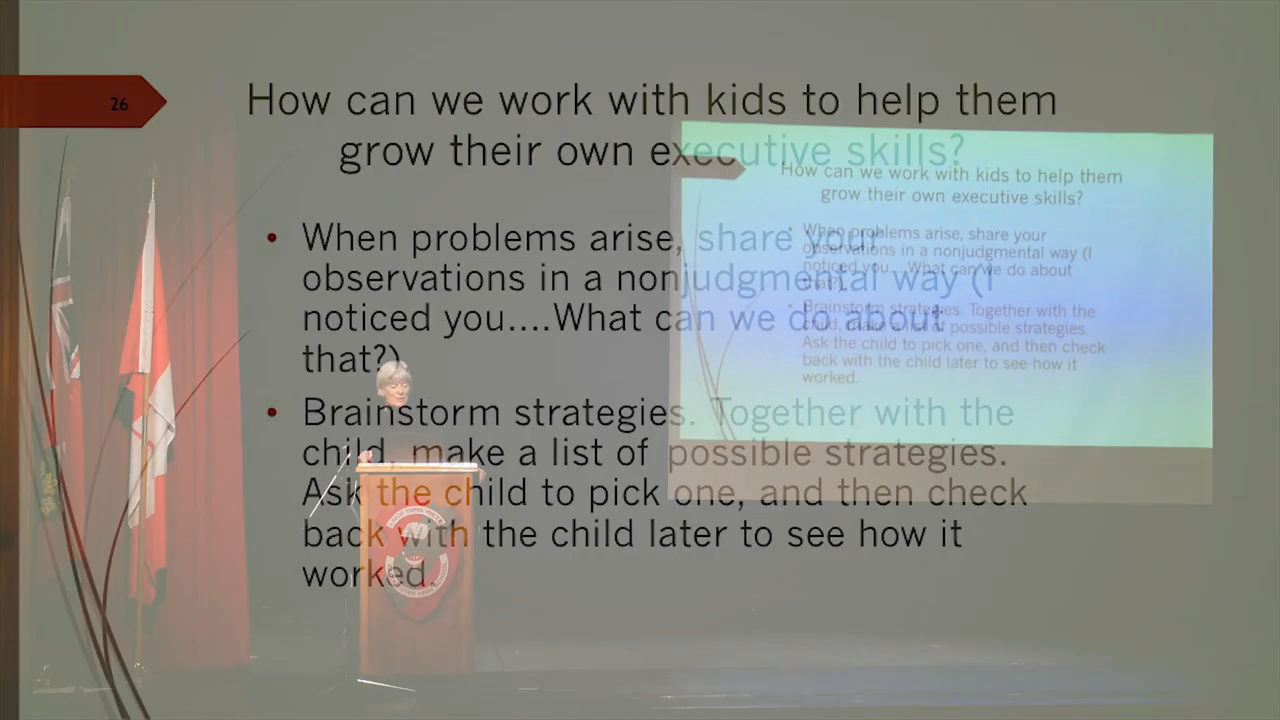 26
How can we work with kids to help them
grow their own executive skills?
• When problems arise, share your
observations in a nonjudgmental way (I
noticed you....What can we do about
that?)
• Brainstorm strategies. Together with the
child, make a list of possible strategies.
Ask the child to pick one, and then check
back with the child later to see how it
worked.
How can we work with kids to help them
grow their own executive skills?
• When problems arise, share your
observations in a nonjudgmental way (I
noticed you....What can we do about
that?)
• Brainstorm strategies. Together with the
child, make a list of possible strategies.
Ask the child to pick one, and then check
back with the child later to see how it
worked.